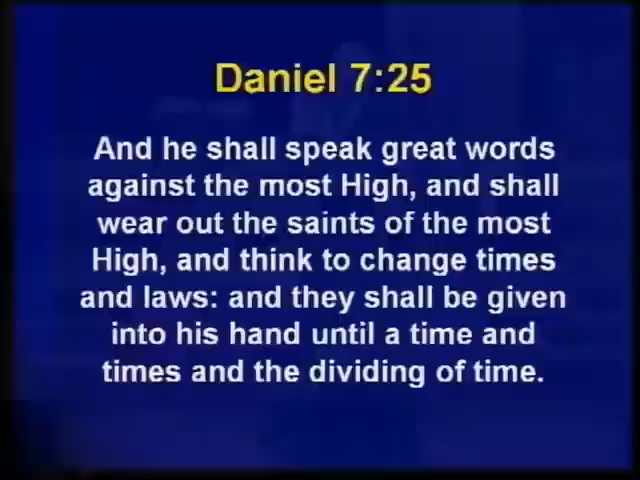 Daniel 7:25
And he shall speak great words
against the most High, and shall
wear out the saints of the most
High, and think to change times
and laws: and they shall be given
into his hand until a time and
times and the dividing of time.